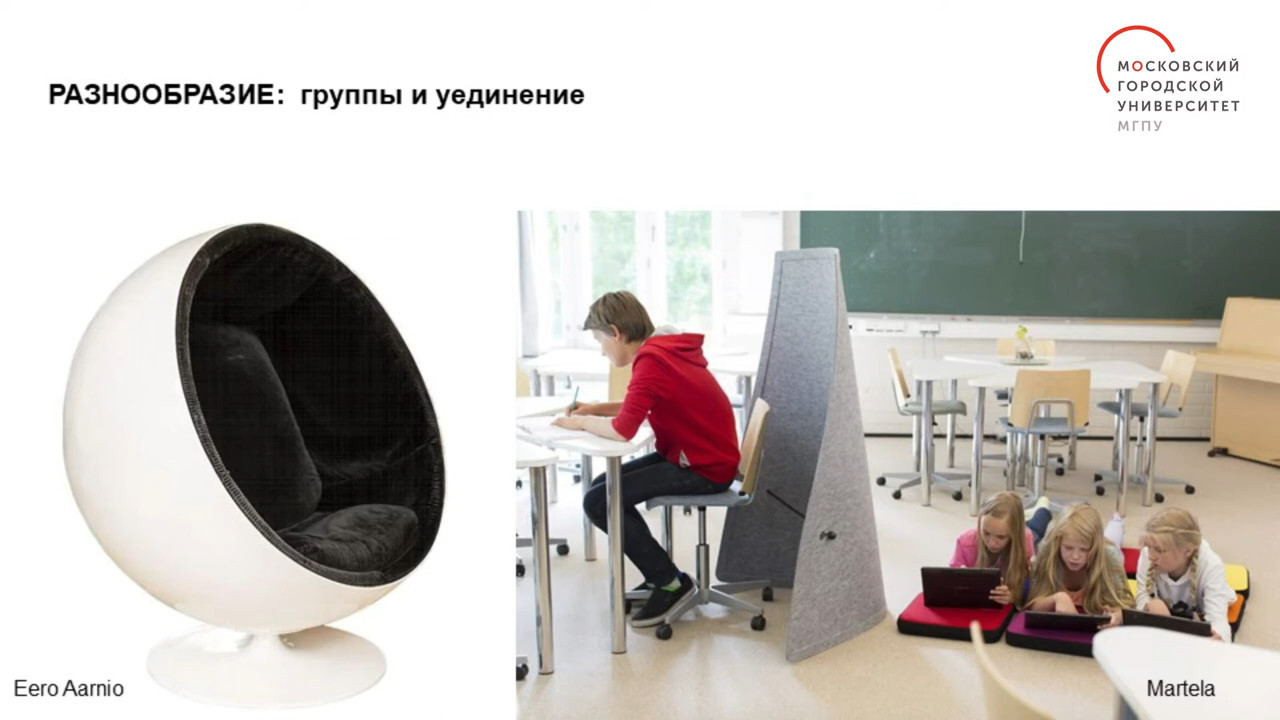 РАЗНООБРАЗИЕ: группы и уединение
МОСКОВСКИЙ
ГОРОДСКОЙ
УНИВЕРСИТЕТ
МГПУ
Eero Aarnio
Martela